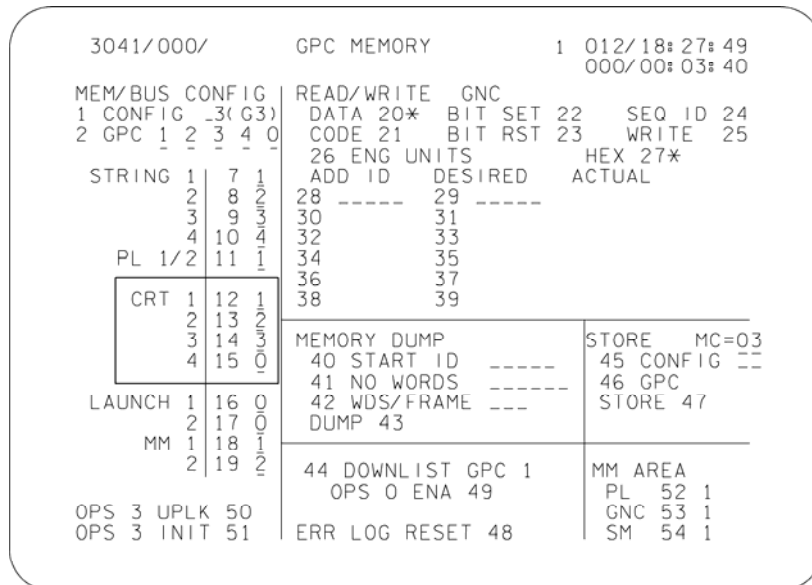 3041/000/ GPC MEMORY 1 012/18:27:49
000/00:03:40
MEM/BUS CONFIG READ/WRITE GNC
1 CONFIG _3(G3) DATA 20* BIT SET 22 SEQ ID 24
2 GPC 1 2 3 4 0 CODE 21 BIT RST 23 WRITE 25
26 ENG UNITS HEX 27*
STRING 1 7 1 ADD ID DESIRED ACTUAL
2 8 2 28 _____ 29 _____
3 9 3 30 31
4 10 4 32 33
PL 1/2 11 1 34 35
36 37
CRT 1 12 1 38 39
2 13 2
3 14 3 MEMORY DUMP STORE MC=03
4 15 0 40 START ID _____ 45 CONFIG __
41 NO WORDS ______ 46 GPC
LAUNCH 1 16 0 42 WDS/FRAME ___ STORE 47
2 17 0 DUMP 43
MM 1 18 1
2 19 2 44 DOWNLIST GPC 1 MM AREA
OPS 0 ENA 49 PL 52 1
OPS 3 UPLK 50 GNC 53 1
OPS 3 INIT 51 ERR LOG RESET 48 SM 54 1